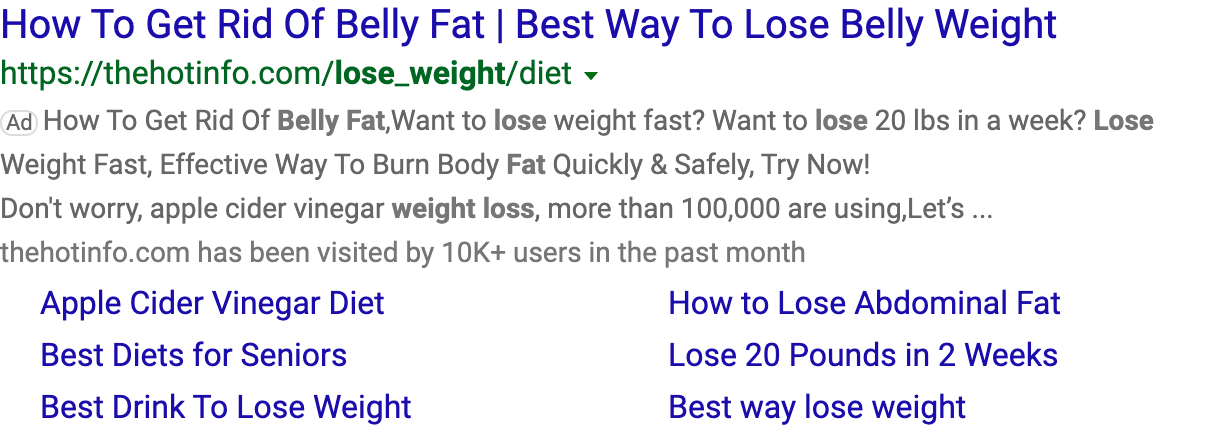 How To Get Rid Of Belly Fat | Best Way To Lose Belly Weight
https://thehotinfo.com/lose_weight/diet
Ad How To Get Rid Of Belly Fat,Want to lose weight fast? Want to lose 20 lbs in a week? Lose
Weight Fast, Effective Way To Burn Body Fat Quickly & Safely, Try Now!
Don't worry, apple cider vinegar weight loss, more than 100,000 are using,Let’s ...
thehotinfo.com has been visited by 10K+ users in the past month
Apple Cider Vinegar Diet
How to Lose Abdominal Fat
Best Diets for Seniors
Lose 20 Pounds in 2 Weeks
Best Drink To Lose Weight
Best way lose weight